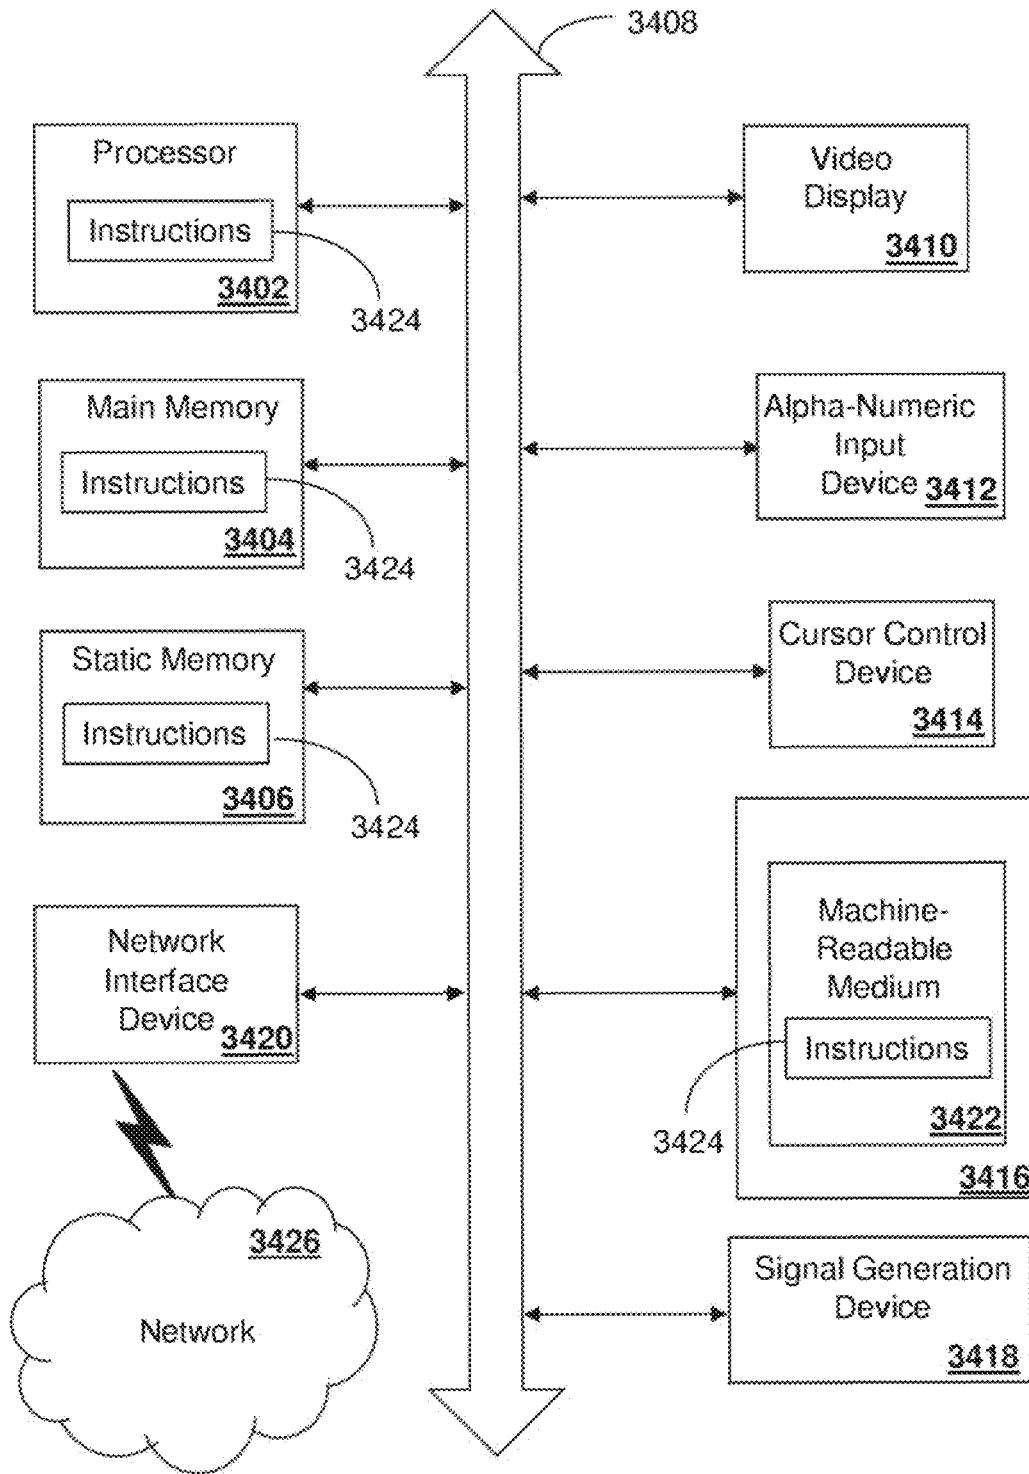 3408
Processor
Instructions
3402
3424
Main Memory
Instructions
3404
3424
Static Memory
Instructions
3406
3424
Network
Interface
Device
3420
3426
Network
Video
Display
3410
Alpha-Numeric
Input
Device
3412
Cursor Control
Device
3414
Machine-
Readable
Medium
Instructions
3424
3422
3416
Signal Generation
Device
3418